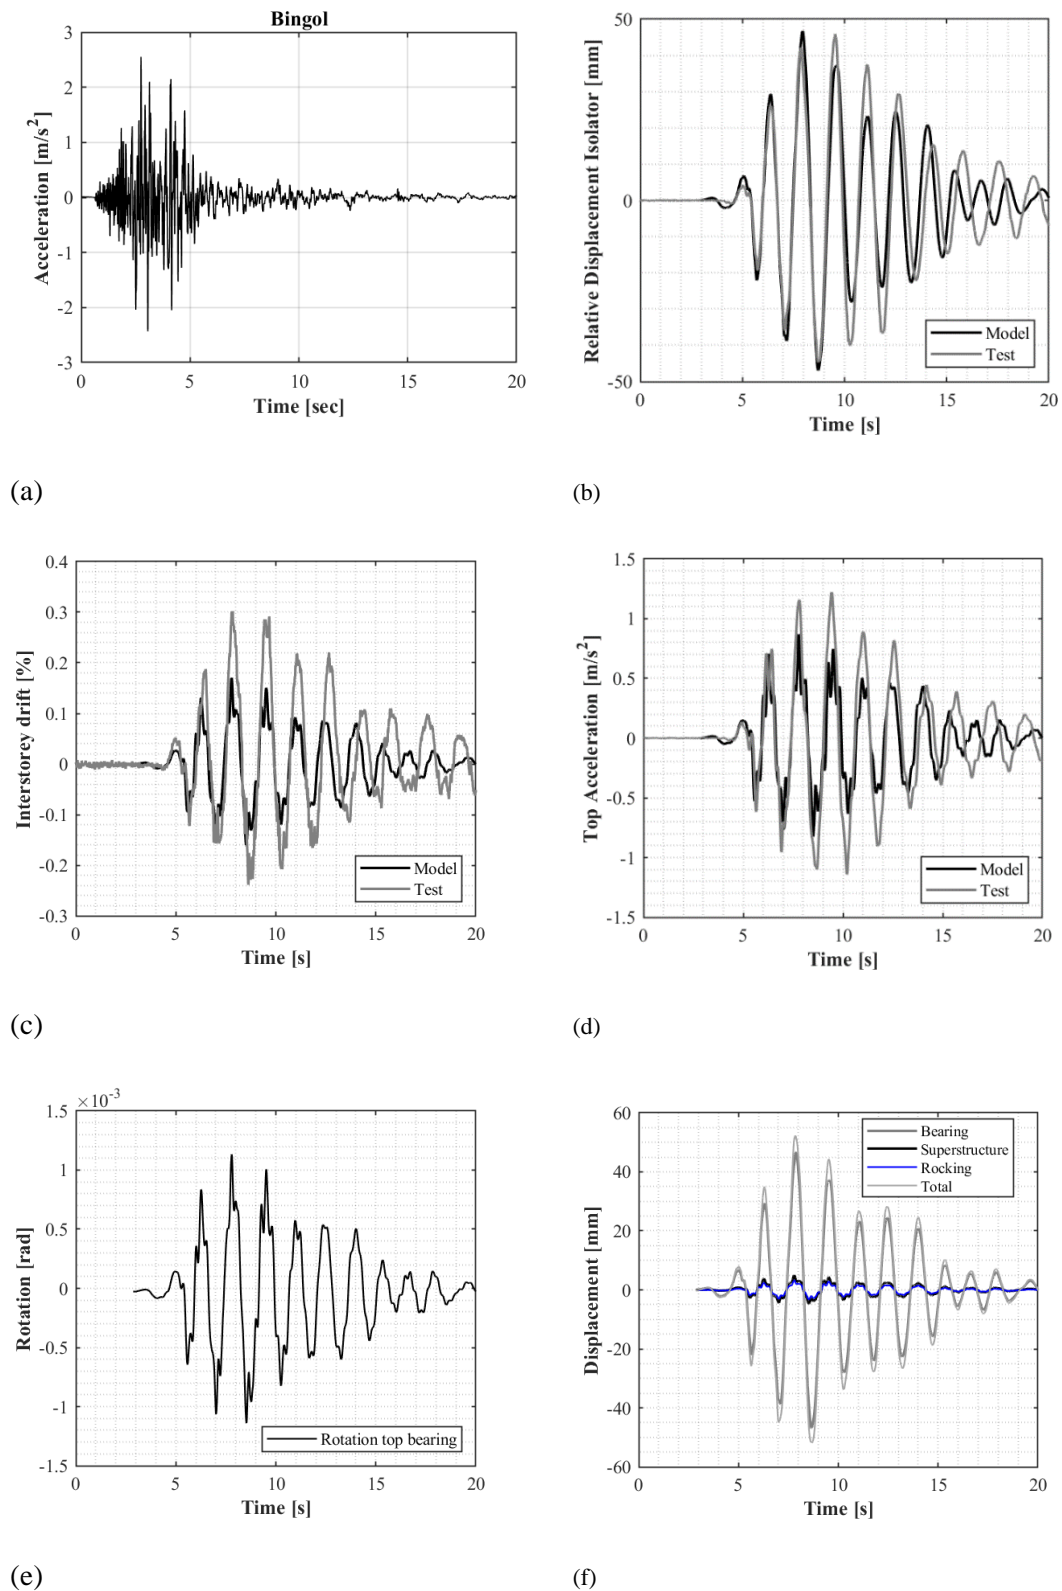 Bingol
3
2
1
0
-1
-2
-3
Acceleration [m/s²]
0 5 10 15 20
Time [sec]
(a)
50
0
-50
Relative Displacement Isolator [mm]
Model
Test
0 5 10 15 20
Time [s]
(b)
0.4
0.3
0.2
0.1
0
-0.1
-0.2
-0.3
Interstorey drift [%]
Model
Test
0 5 10 15 20
Time [s]
(c)
1.5
1
0.5
0
-0.5
-1
-1.5
Top Acceleration [m/s²]
Model
Test
0 5 10 15 20
Time [s]
(d)
×10⁻³
1.5
1
0.5
0
-0.5
-1
-1.5
Rotation [rad]
Rotation top bearing
0 5 10 15 20
Time [s]
(e)
60
40
20
0
-20
-40
-60
Displacement [mm]
Bearing
Superstructure
Rocking
Total
0 5 10 15 20
Time [s]
(f)